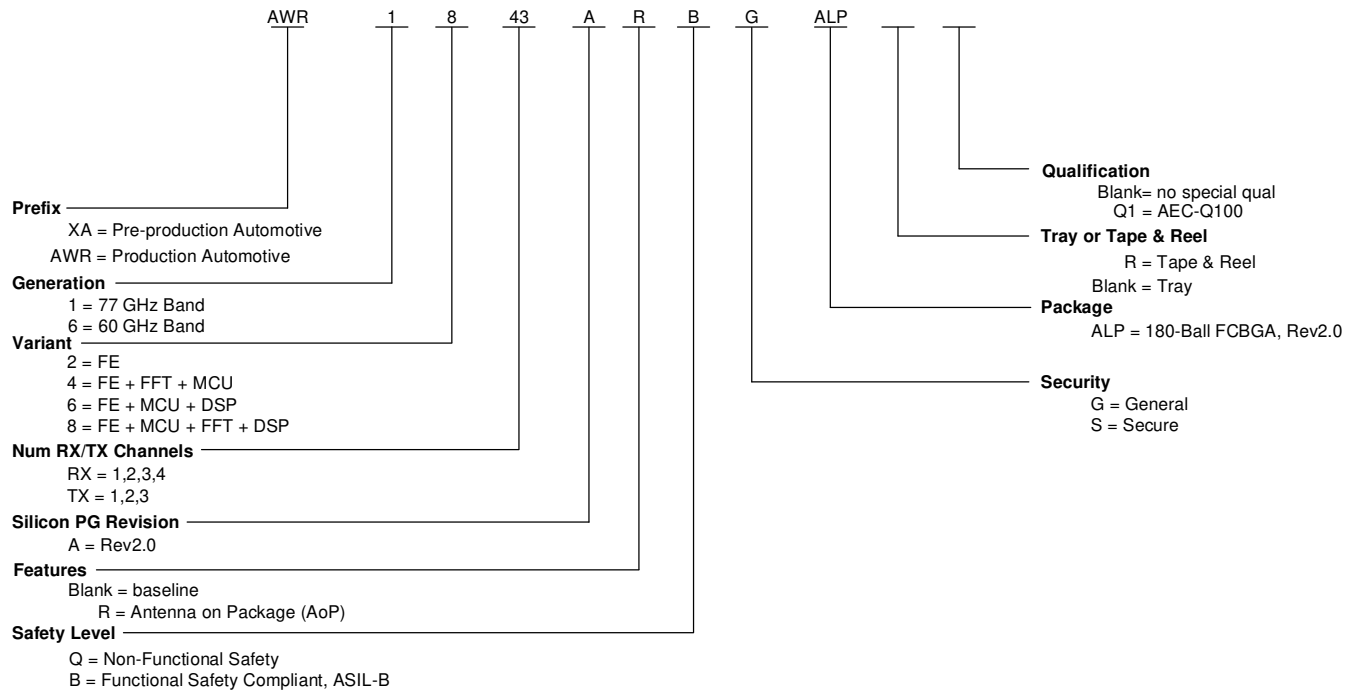 AWR 1 8 43 A R B G ALP
Prefix
XA = Pre-production Automotive
AWR = Production Automotive
Generation
1 = 77 GHz Band
6 = 60 GHz Band
Variant
2 = FE
4 = FE + FFT + MCU
6 = FE + MCU + DSP
8 = FE + MCU + FFT + DSP
Num RX/TX Channels
RX = 1,2,3,4
TX = 1,2,3
Silicon PG Revision
A = Rev2.0
Features
Blank = baseline
R = Antenna on Package (AoP)
Safety Level
Q = Non-Functional Safety
B = Functional Safety Compliant, ASIL-B
Qualification
Blank= no special qual
Q1 = AEC-Q100
Tray or Tape & Reel
R = Tape & Reel
Blank = Tray
Package
ALP = 180-Ball FCBGA, Rev2.0
Security
G = General
S = Secure